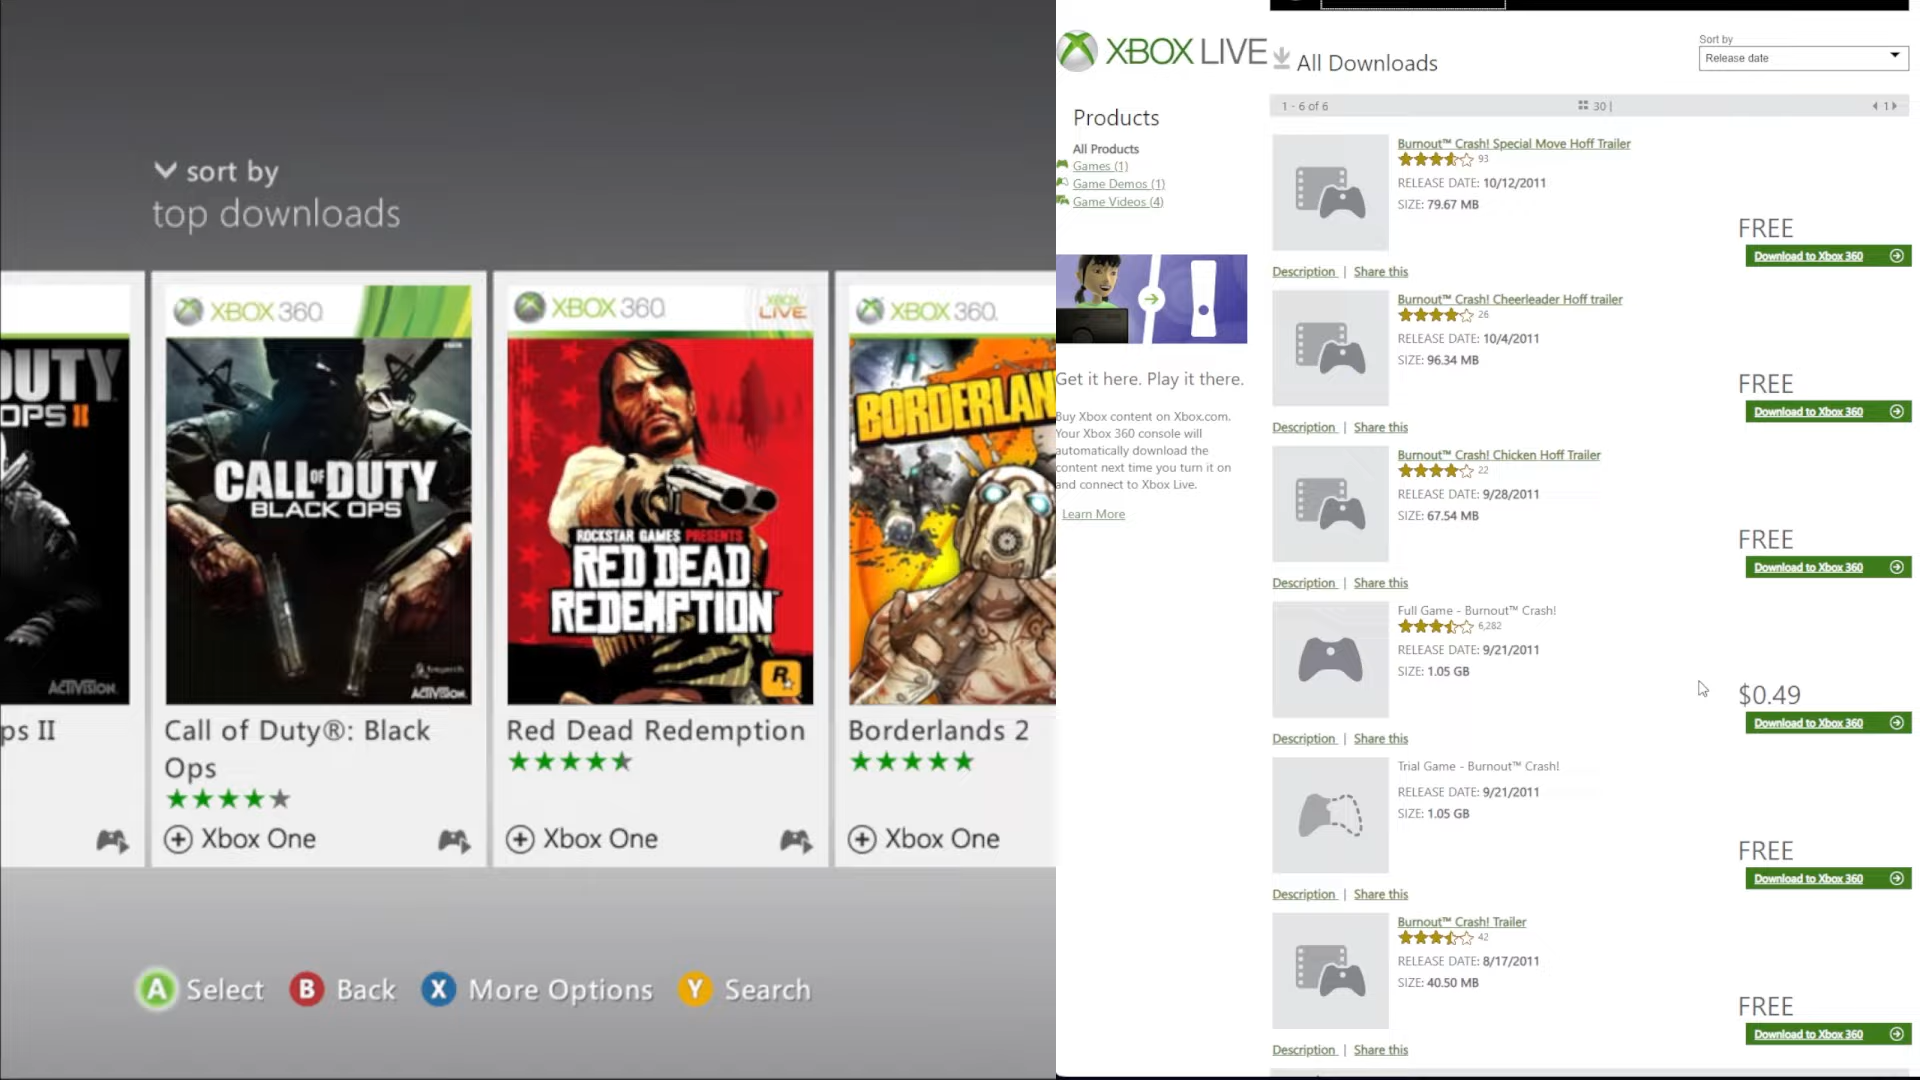 sort by
top downloads
DUTY
OPS II
ACTIVISION
ps II
XBOX 360
CALL OF DUTY
BLACK OPS
ACTIVISION
Call of Duty®: Black
Ops
Xbox One
XBOX 360
XBOX
LIVE
ROCKSTAR GAMES PRESENTS
RED DEAD
REDEMPTION
R
Red Dead Redemption
Xbox One
XBOX 360
BORDERLAN
Borderlands 2
Xbox One
A Select
B Back
X More Options
Y Search
XBOX LIVE
Products
All Products
Games (1)
Game Demos (1)
Game Videos (4)
Get it here. Play it there.
Buy Xbox content on Xbox.com.
Your Xbox 360 console will
automatically download the
content next time you turn it on
and connect to Xbox Live.
Learn More
All Downloads
Sort by
Release date
1 - 6 of 6
30 |
1
Burnout™ Crash! Special Move Hoff Trailer
93
RELEASE DATE: 10/12/2011
SIZE: 79.67 MB
FREE
Download to Xbox 360
Description | Share this
Burnout™ Crash! Cheerleader Hoff trailer
26
RELEASE DATE: 10/4/2011
SIZE: 96.34 MB
FREE
Download to Xbox 360
Description | Share this
Burnout™ Crash! Chicken Hoff Trailer
22
RELEASE DATE: 9/28/2011
SIZE: 67.54 MB
FREE
Download to Xbox 360
Description | Share this
Full Game - Burnout™ Crash!
6,282
RELEASE DATE: 9/21/2011
SIZE: 1.05 GB
$0.49
Download to Xbox 360
Description | Share this
Trial Game - Burnout™ Crash!
RELEASE DATE: 9/21/2011
SIZE: 1.05 GB
FREE
Download to Xbox 360
Description | Share this
Burnout™ Crash! Trailer
42
RELEASE DATE: 8/17/2011
SIZE: 40.50 MB
FREE
Download to Xbox 360
Description | Share this